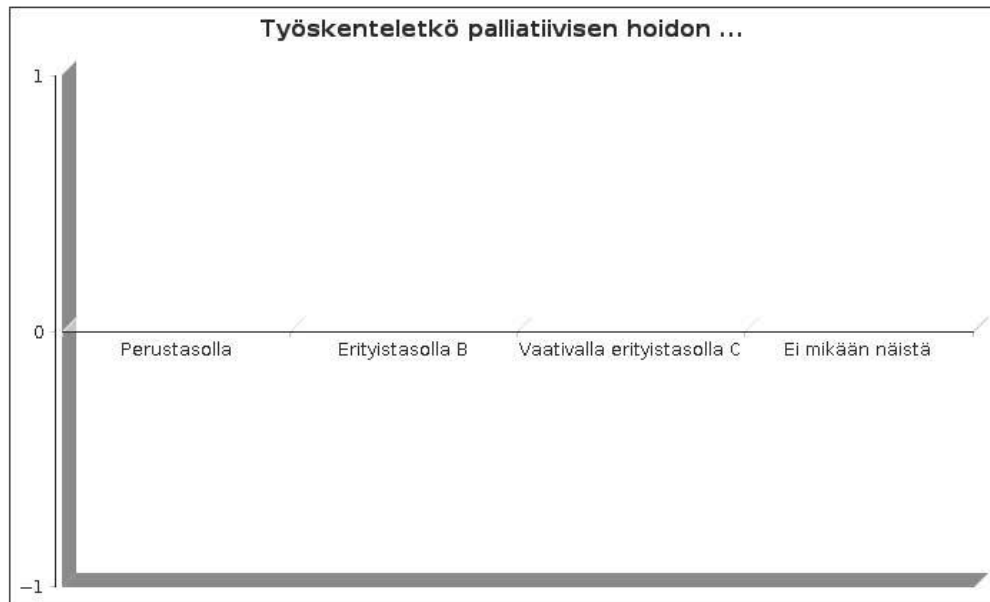 Työskenteletkö palliatiivisen hoidon ...
1
0
Perustasolla
Erityistasolla B
Vaativalla erityistasolla C
Ei mikään näistä
−1